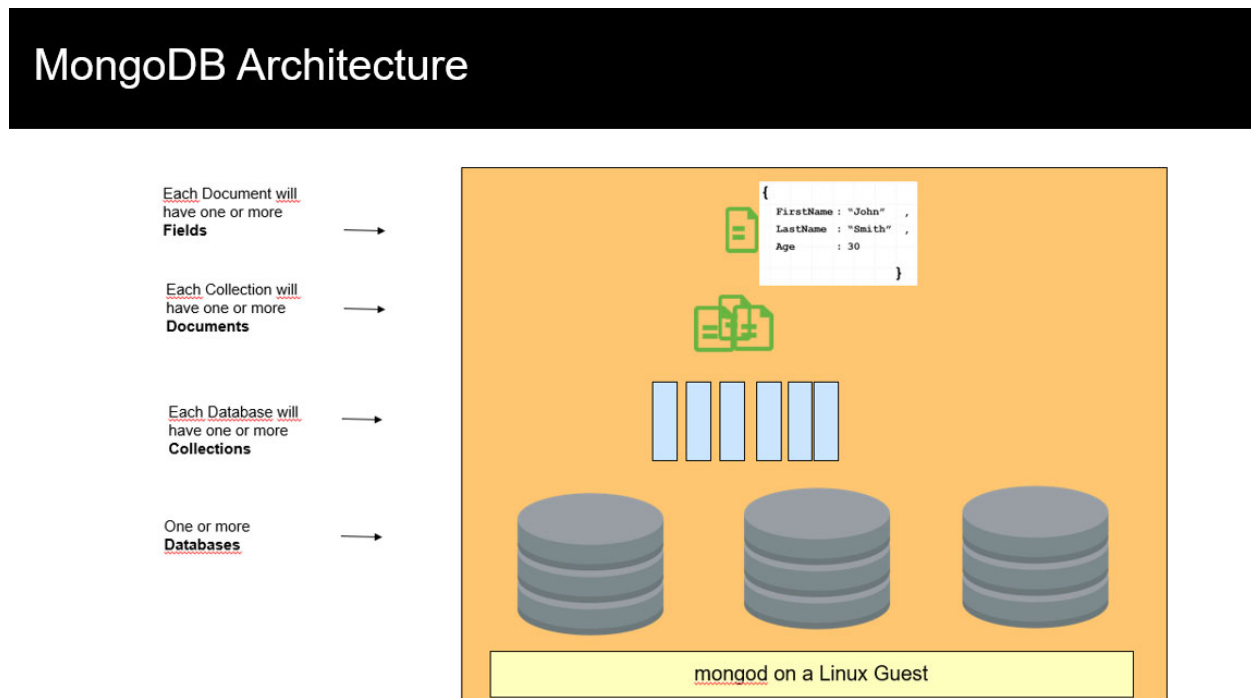 MongoDB Architecture
Each Document will
have one or more
Fields
{
FirstName : "John" ,
LastName : "Smith" ,
Age : 30
}
Each Collection will
have one or more
Documents
Each Database will
have one or more
Collections
One or more
Databases
mongod on a Linux Guest